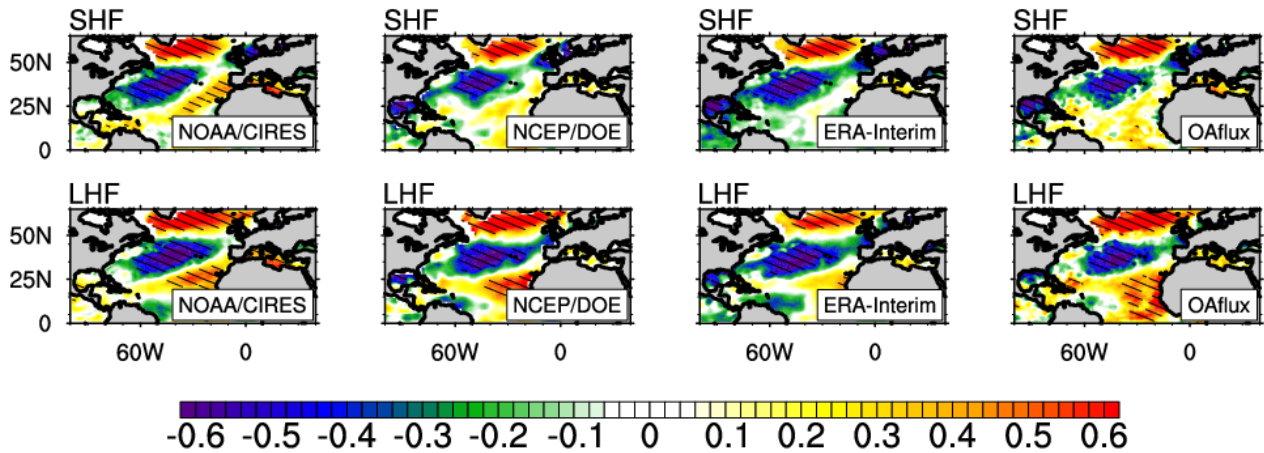 SHF SHF SHF SHF
50N
25N
0
NOAA/CIRES NCEP/DOE ERA-Interim OAflux
LHF LHF LHF LHF
50N
25N
0
NOAA/CIRES NCEP/DOE ERA-Interim OAflux
60W 0 60W 0 60W 0 60W 0
-0.6 -0.5 -0.4 -0.3 -0.2 -0.1 0 0.1 0.2 0.3 0.4 0.5 0.6